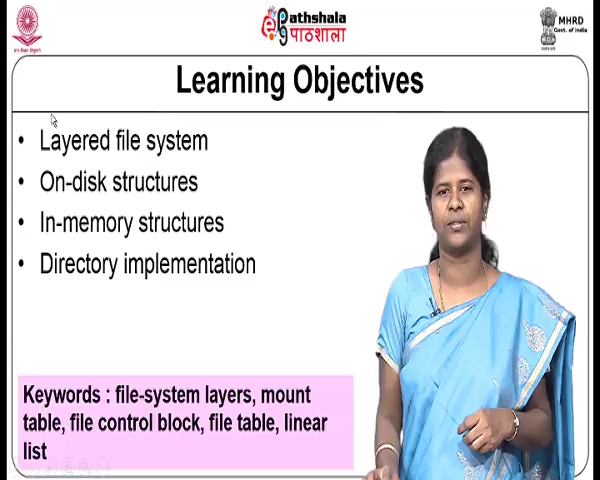 Pathshala
पाठशाला
MHRD
Govt. of India
Learning Objectives
• Layered file system
• On-disk structures
• In-memory structures
• Directory implementation
Keywords : file-system layers, mount
table, file control block, file table, linear
list